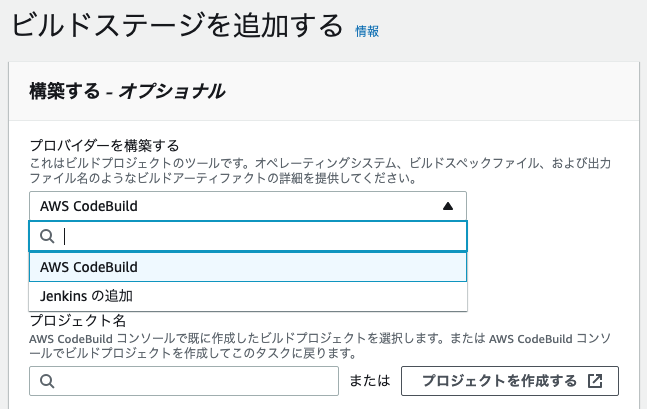 ビルドステージを追加する 情報
構築する - オプショナル
プロバイダーを構築する
これはビルドプロジェクトのツールです。オペレーティングシステム、ビルドスペックファイル、および出力
ファイル名のようなビルドアーティファクトの詳細を提供してください。
AWS CodeBuild
AWS CodeBuild
Jenkins の追加
プロジェクト名
AWS CodeBuild コンソールで既に作成したビルドプロジェクトを選択します。または AWS CodeBuild コンソ
ールでビルドプロジェクトを作成してこのタスクに戻ります。
または プロジェクトを作成する